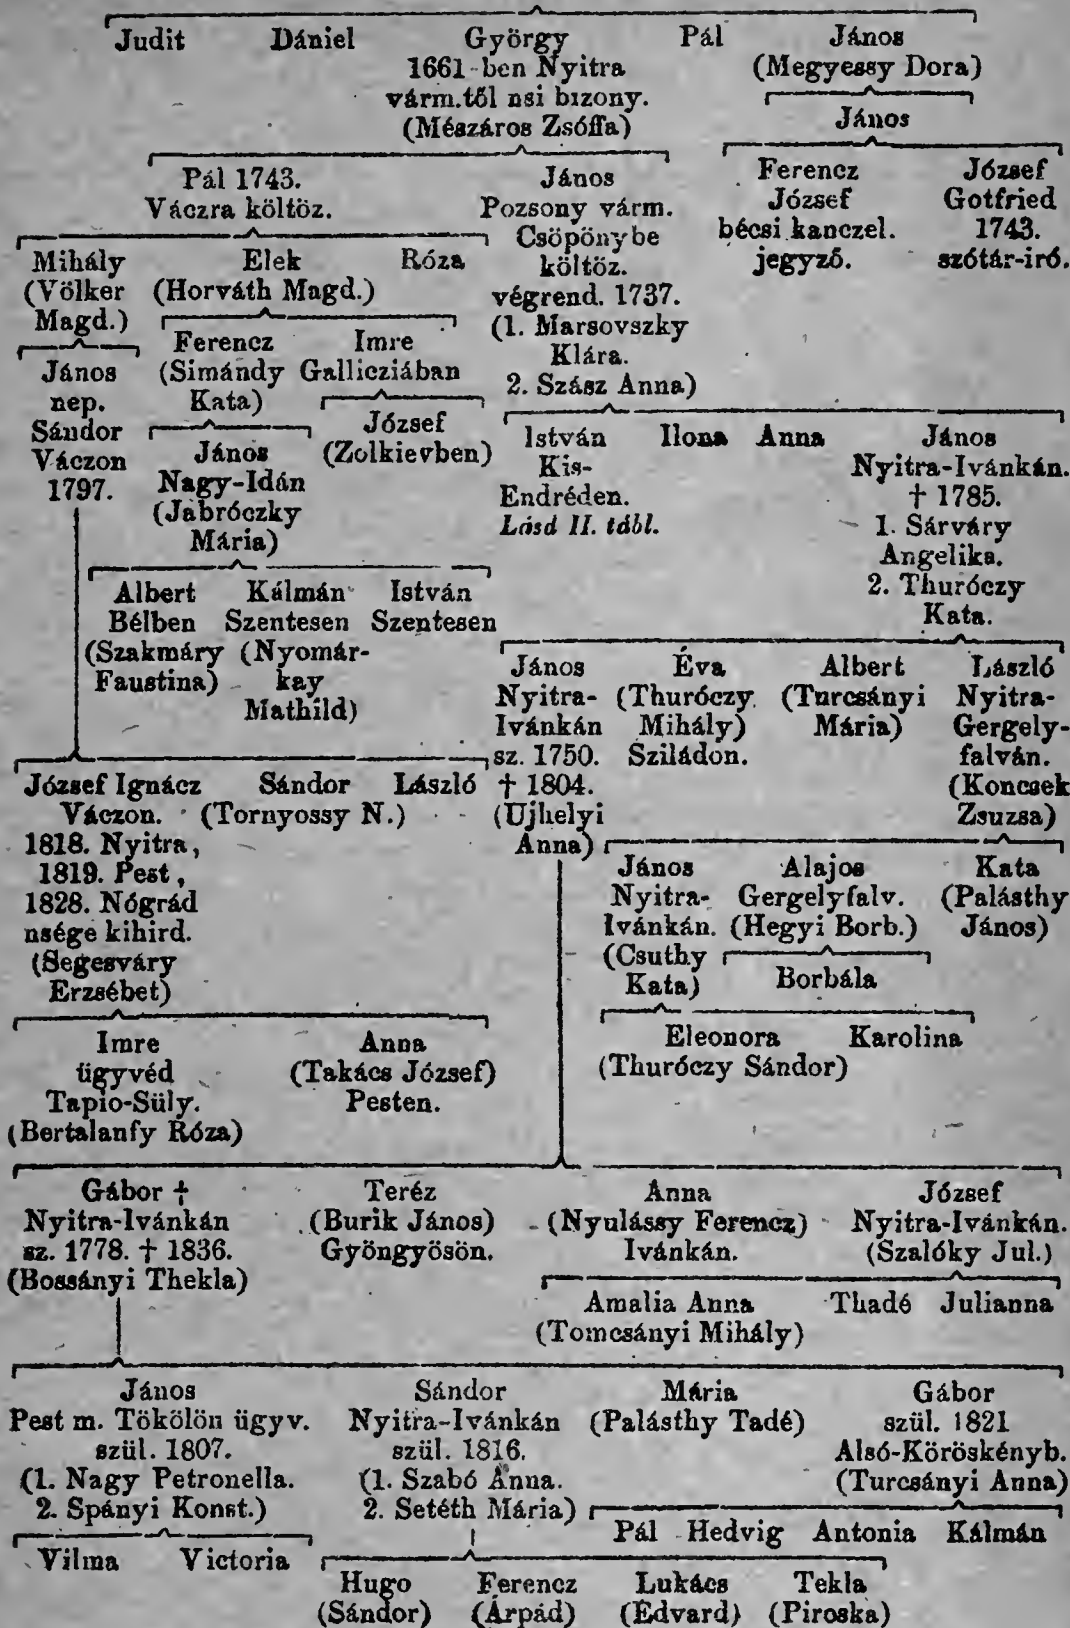 Judit Dániel György Pál János
1661-ben Nyitra (Megyessy Dora)
várm.től nsi bizony.
(Mészáros Zsóffa) János
Pál 1743. János Ferencz József
Váczra költöz. Pozsony várm. József Gotfried
Csöpönybe bécsi kanczel. 1743.
Mihály Elek Róza költöz. jegyző. szótár-iró.
(Völker (Horváth Magd.) végrend. 1737.
Magd.) (1. Marsovszky
Ferencz Imre Klára.
János (Simándy Gallicziában 2. Szász Anna)
nep. Kata)
Sándor József István Ilona Anna János
Váczon János (Zolkievben) Kis- Nyitra-Ivánkán.
1797. Nagy-Idán Endréden. † 1785.
(Jabróczky Lásd II. tábl. 1. Sárváry
Mária) Angelika.
2. Thuróczy
Albert Kálmán István Kata.
Bélben Szentesen Szentesen
(Szakmáry (Nyomár- János Éva Albert László
Faustina) kay Nyitra- (Thuróczy (Turcsányi Nyitra-
Mathild) Ivánkán Mihály) Mária) Gergely-
sz. 1750. Sziládon. falván.
József Ignácz Sándor László † 1804. (Koncsek
Váczon. (Tornyossy N.) (Ujhelyi Zsuzsa)
1818. Nyitra, Anna)
1819. Pest, János Alajos Kata
1828. Nógrád Nyitra- Gergelyfalv. (Palásthy
nsége kihird. Ivánkán. (Hegyi Borb.) János)
(Segesváry (Csuthy
Erzsébet) Kata) Borbála
Imre Anna Eleonora Karolina
ügyvéd (Takács József) (Thuróczy Sándor)
Tapio-Süly. Pesten.
(Bertalanfy Róza)
Gábor † Teréz Anna József
Nyitra-Ivánkán (Burik János) (Nyulássy Ferencz) Nyitra-Ivánkán.
sz. 1778. † 1836. Gyöngyösön. Ivánkán. (Szalóky Jul.)
(Bossányi Thekla)
Amalia Anna Thadé Julianna
(Tomcsányi Mihály)
János Sándor Mária Gábor
Pest m. Tökölön ügyv. Nyitra-Ivánkán (Palásthy Tadé) szül. 1821
szül. 1807. szül. 1816. Alsó-Köröskényb.
(1. Nagy Petronella. (1. Szabó Anna. (Turcsányi Anna)
2. Spányi Konst.) 2. Setéth Mária)
Pál Hedvig Antonia Kálmán
Vilma Victoria
Hugo Ferencz Lukács Tekla
(Sándor) (Árpád) (Edvard) (Piroska)